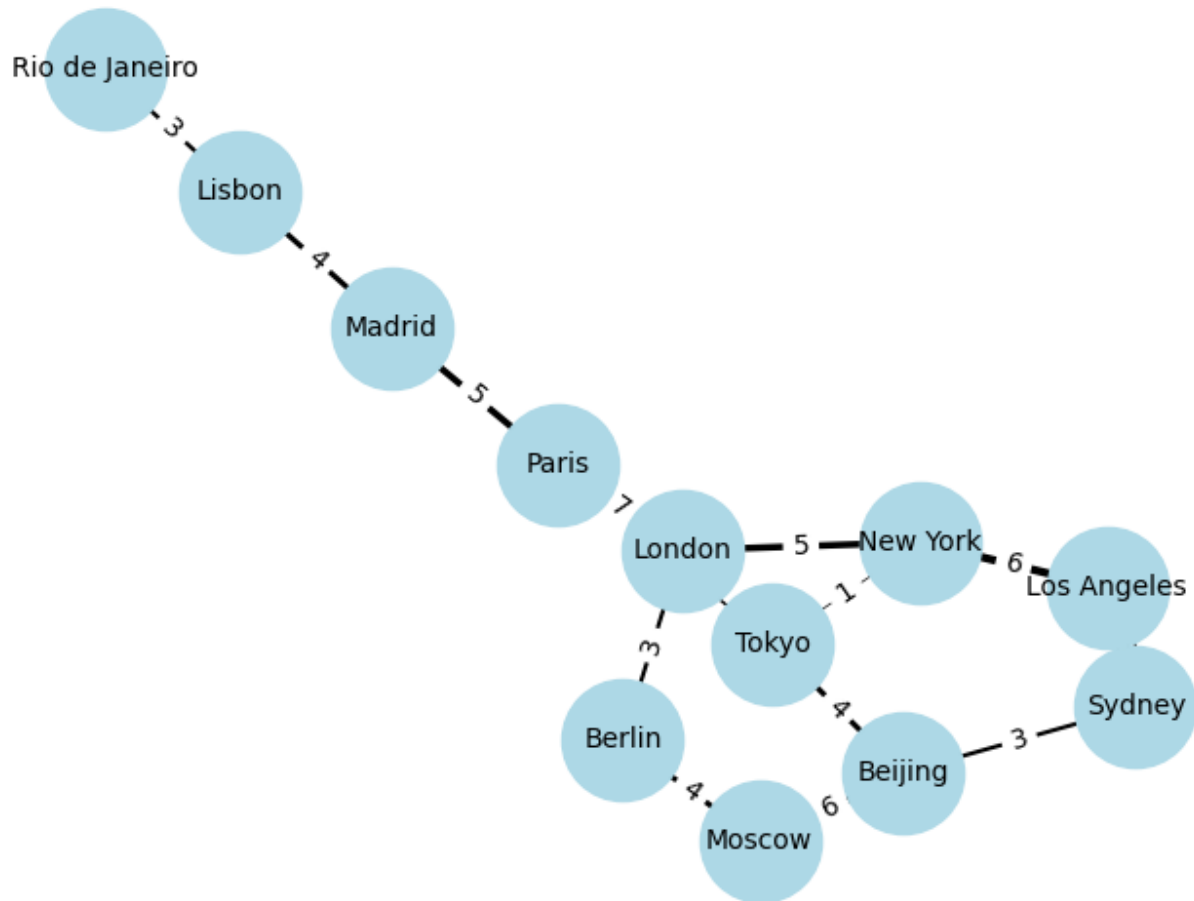 Rio de Janeiro
3
Lisbon
4
Madrid
5
Paris
7
London
5
New York
6
Los Angeles
1
Tokyo
3
4
Sydney
Berlin
3
Beijing
4
6
Moscow